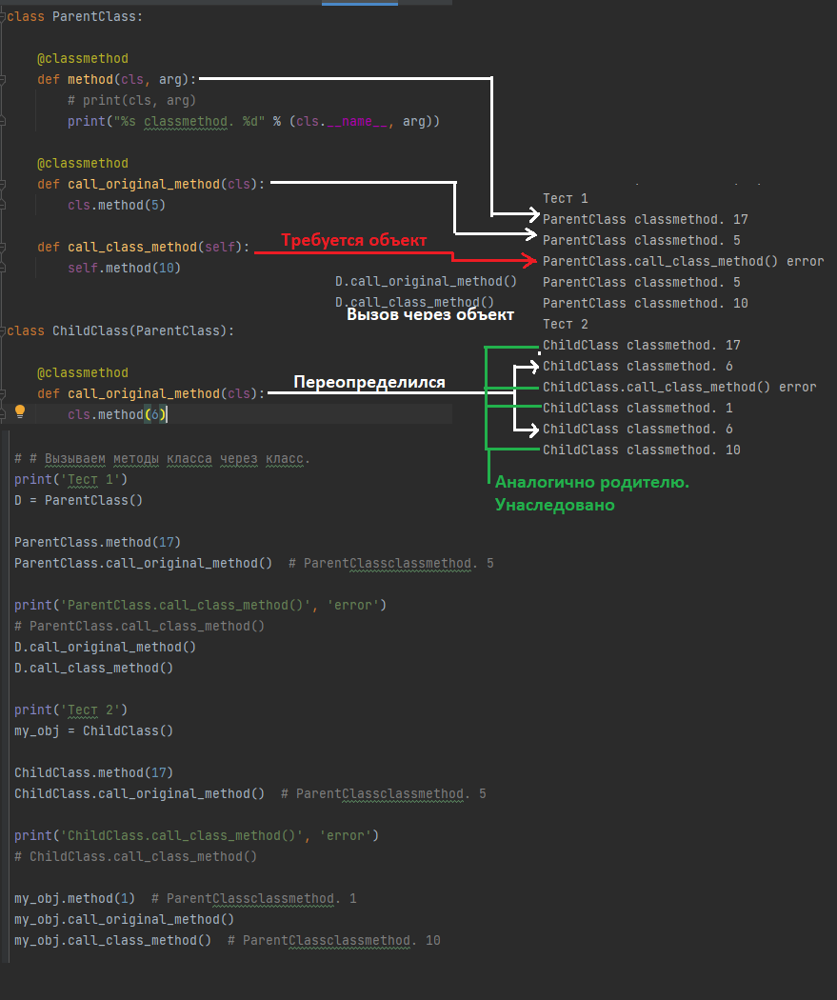 class ParentClass:
@classmethod
def method(cls, arg):
# print(cls, arg)
print("%s classmethod. %d" % (cls.__name__, arg))
@classmethod
def call_original_method(cls):
cls.method(5)
def call_class_method(self):
self.method(10)
class ChildClass(ParentClass):
@classmethod
def call_original_method(cls):
cls.method(6)
Требуется объект
D.call_original_method()
D.call_class_method()
Вызов через объект
Переопределился
Тест 1
ParentClass classmethod. 17
ParentClass classmethod. 5
ParentClass.call_class_method() error
ParentClass classmethod. 5
ParentClass classmethod. 10
Тест 2
ChildClass classmethod. 17
ChildClass classmethod. 6
ChildClass.call_class_method() error
ChildClass classmethod. 1
ChildClass classmethod. 6
ChildClass classmethod. 10
Аналогично родителю.
Унаследовано
# # Вызываем методы класса через класс.
print('Тест 1')
D = ParentClass()
ParentClass.method(17)
ParentClass.call_original_method()  # ParentClassclassmethod. 5
print('ParentClass.call_class_method()', 'error')
# ParentClass.call_class_method()
D.call_original_method()
D.call_class_method()
print('Тест 2')
my_obj = ChildClass()
ChildClass.method(17)
ChildClass.call_original_method()  # ParentClassclassmethod. 5
print('ChildClass.call_class_method()', 'error')
# ChildClass.call_class_method()
my_obj.method(1)  # ParentClassclassmethod. 1
my_obj.call_original_method()
my_obj.call_class_method()  # ParentClassclassmethod. 10